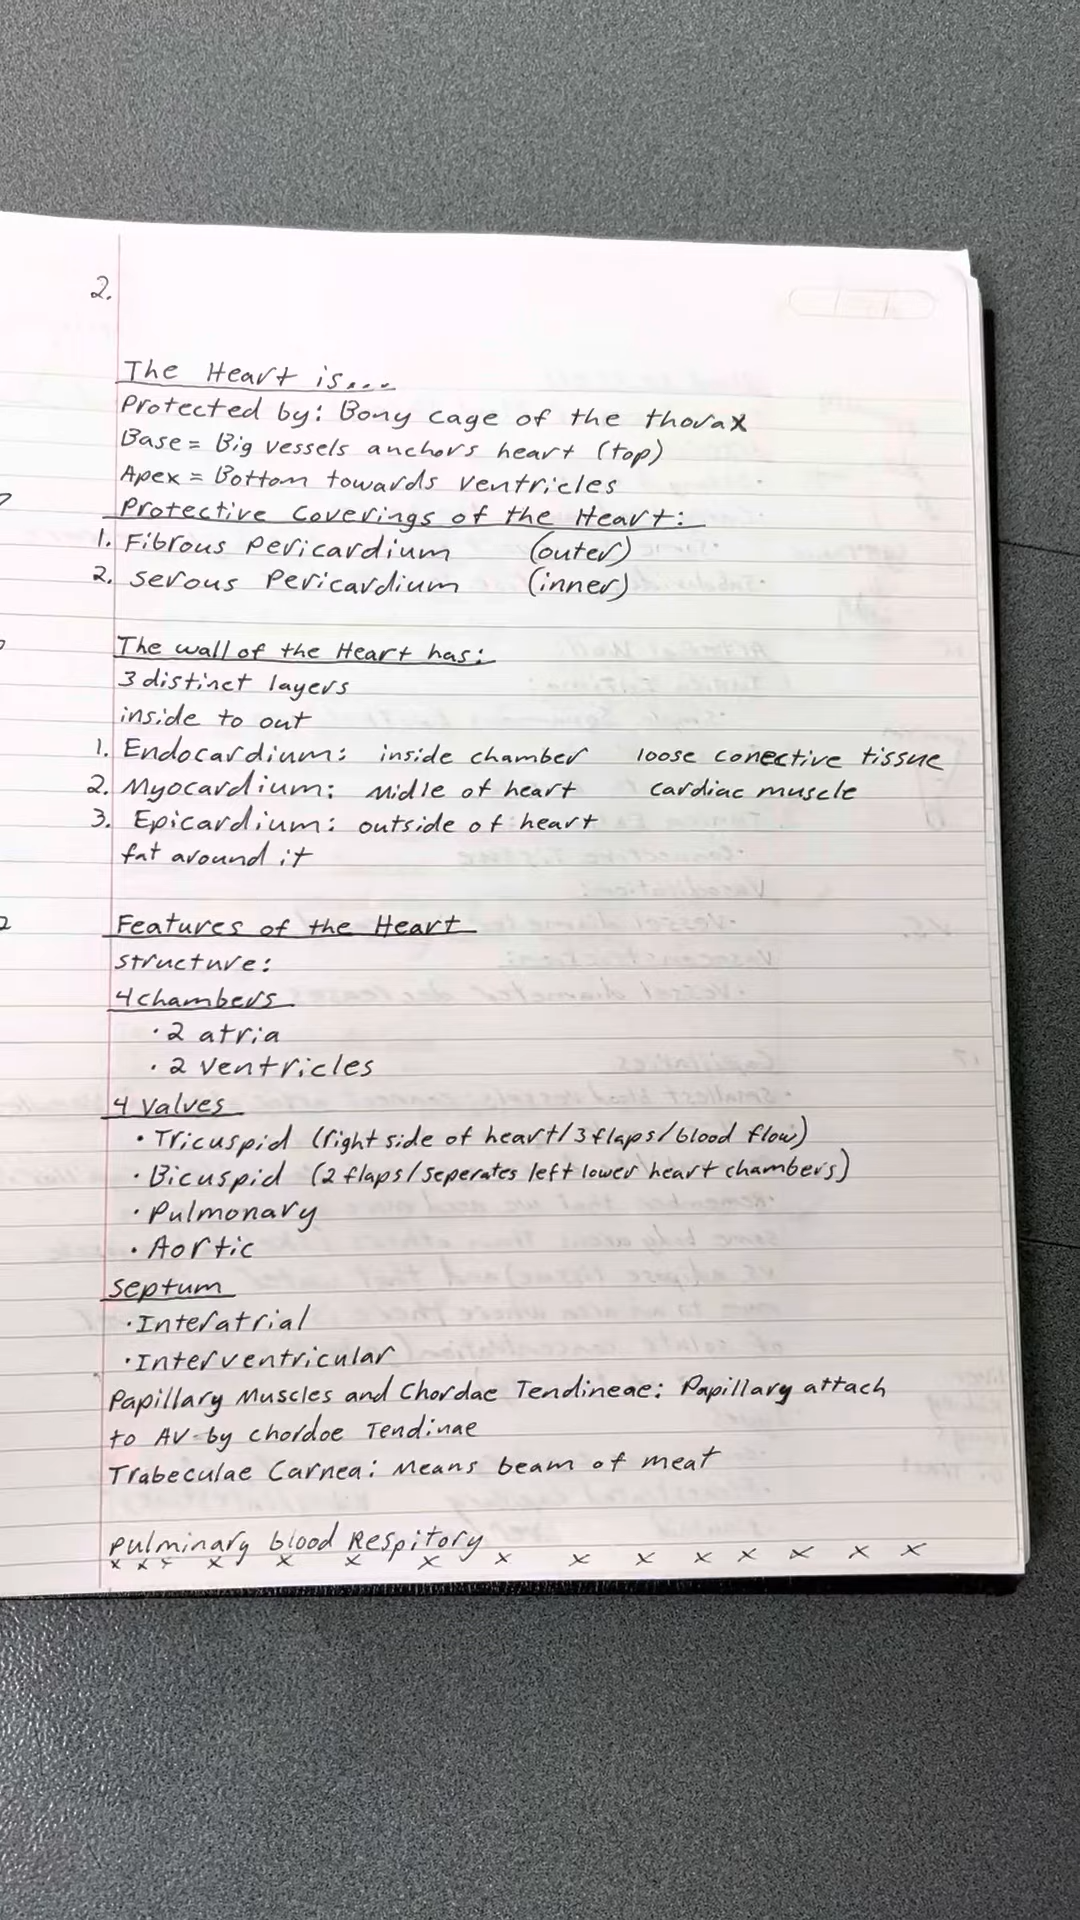 2.
The Heart is...
Protected by: Bony cage of the thorax
Base = Big vessels anchors heart (top)
Apex = Bottom towards ventricles
Protective Coverings of the Heart:
1. Fibrous Pericardium (outer)
2. Serous Pericardium (inner)
The wall of the Heart has:
3 distinct layers
inside to out
1. Endocardium: inside chamber loose conective tissue
2. Myocardium: Midle of heart cardiac muscle
3. Epicardium: outside of heart
fat around it
Features of the Heart
structure:
4 chambers
· 2 atria
· 2 ventricles
4 Valves
· Tricuspid (right side of heart/3 flaps/blood flow)
· Bicuspid (2 flaps/seperates left lower heart chambers)
· Pulmonary
· Aortic
Septum
· Interatrial
· Interventricular
Papillary Muscles and Chordae Tendineae: Papillary attach
to AV by chordoe Tendinae
Trabeculae Carnea: Means beam of meat
Pulminary blood Respitory
x x x x x x x x x x x x x x x